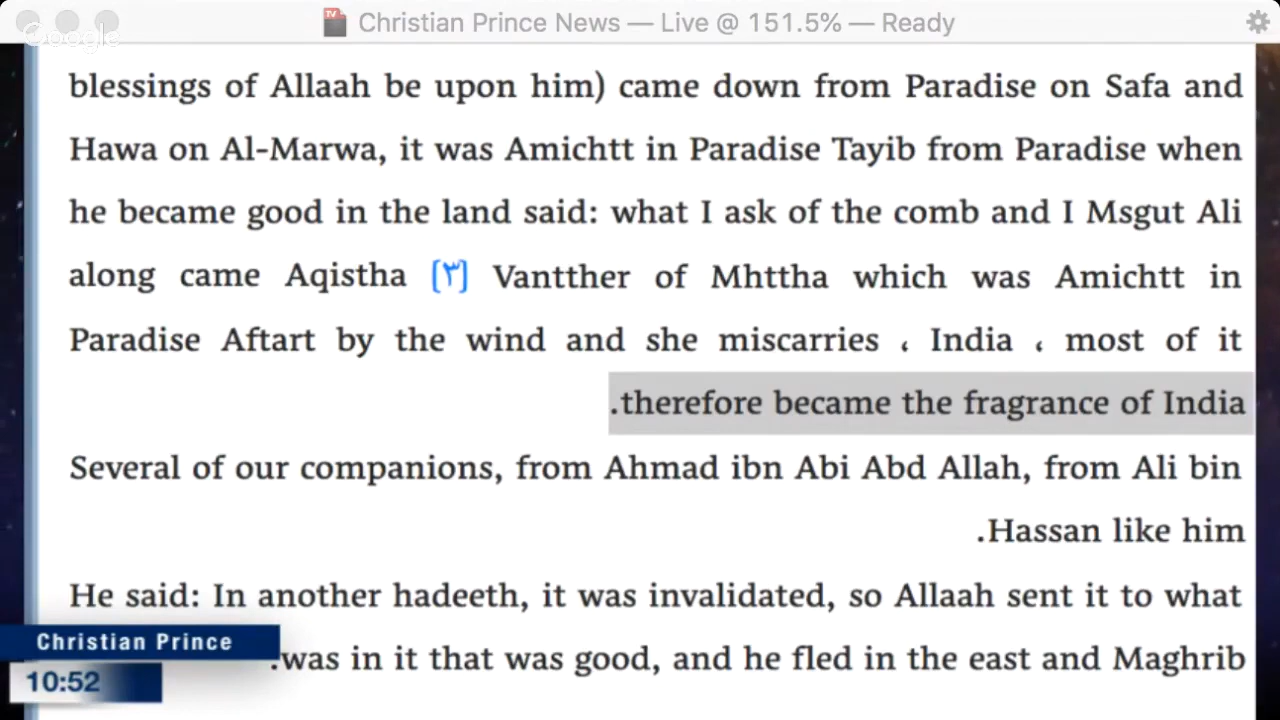 Christian Prince News — Live @ 151.5% — Ready
Google
blessings of Allaah be upon him) came down from Paradise on Safa and
Hawa on Al-Marwa, it was Amichtt in Paradise Tayib from Paradise when
he became good in the land said: what I ask of the comb and I Msgut Ali
along came Aqistha [٣] Vantther of Mhttha which was Amichtt in
Paradise Aftart by the wind and she miscarries ، India ، most of it
.therefore became the fragrance of India
Several of our companions, from Ahmad ibn Abi Abd Allah, from Ali bin
.Hassan like him
He said: In another hadeeth, it was invalidated, so Allaah sent it to what
.was in it that was good, and he fled in the east and Maghrib
Christian Prince
10:52